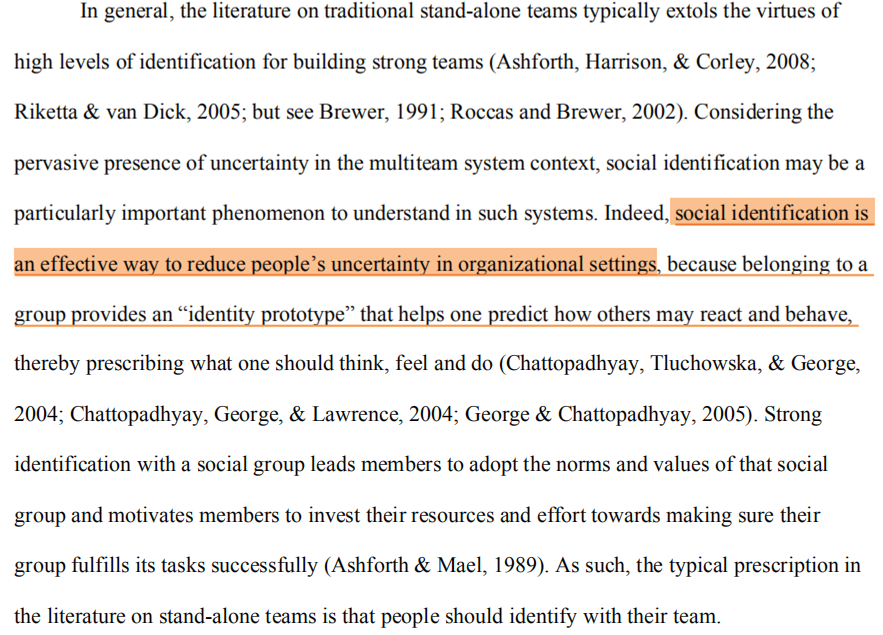 In general, the literature on traditional stand-alone teams typically extols the virtues of
high levels of identification for building strong teams (Ashforth, Harrison, & Corley, 2008;
Riketta & van Dick, 2005; but see Brewer, 1991; Roccas and Brewer, 2002). Considering the
pervasive presence of uncertainty in the multiteam system context, social identification may be a
particularly important phenomenon to understand in such systems. Indeed, social identification is
an effective way to reduce people’s uncertainty in organizational settings, because belonging to a
group provides an “identity prototype” that helps one predict how others may react and behave,
thereby prescribing what one should think, feel and do (Chattopadhyay, Tluchowska, & George,
2004; Chattopadhyay, George, & Lawrence, 2004; George & Chattopadhyay, 2005). Strong
identification with a social group leads members to adopt the norms and values of that social
group and motivates members to invest their resources and effort towards making sure their
group fulfills its tasks successfully (Ashforth & Mael, 1989). As such, the typical prescription in
the literature on stand-alone teams is that people should identify with their team.